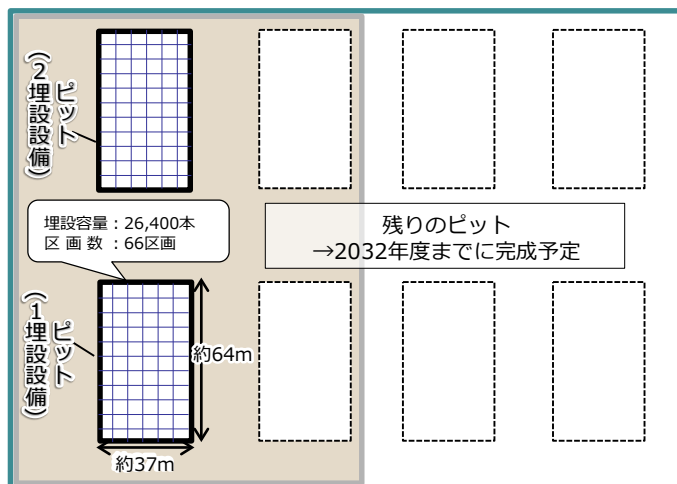 ピット
(2埋設設備)
埋設容量：26,400本
区 画 数 ：66区画
残りのピット
→2032年度までに完成予定
ピット
(1埋設設備)
約64m
約37m